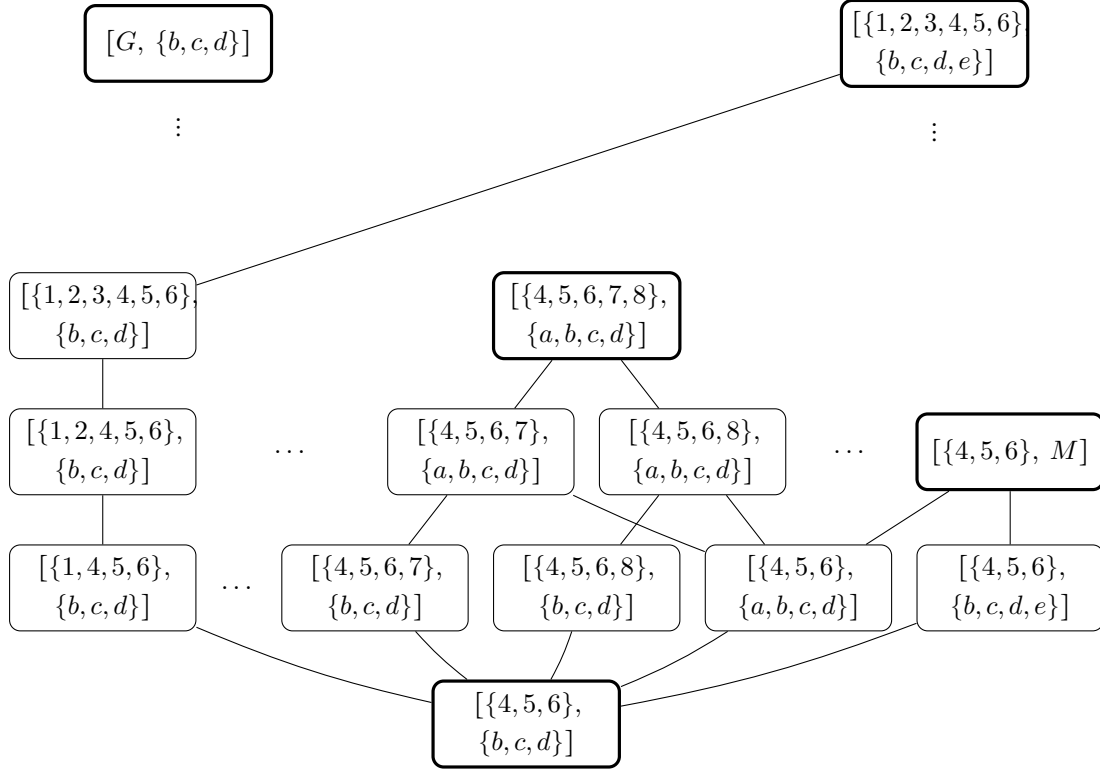 [G, {b, c, d}]
[{1, 2, 3, 4, 5, 6},
{b, c, d, e}]
⋮
⋮
[{1, 2, 3, 4, 5, 6},
{b, c, d}]
[{4, 5, 6, 7, 8},
{a, b, c, d}]
[{1, 2, 4, 5, 6},
{b, c, d}]
⋯
[{4, 5, 6, 7},
{a, b, c, d}]
[{4, 5, 6, 8},
{a, b, c, d}]
⋯
[{4, 5, 6}, M]
[{1, 4, 5, 6},
{b, c, d}]
⋯
[{4, 5, 6, 7},
{b, c, d}]
[{4, 5, 6, 8},
{b, c, d}]
[{4, 5, 6},
{a, b, c, d}]
[{4, 5, 6},
{b, c, d, e}]
[{4, 5, 6},
{b, c, d}]